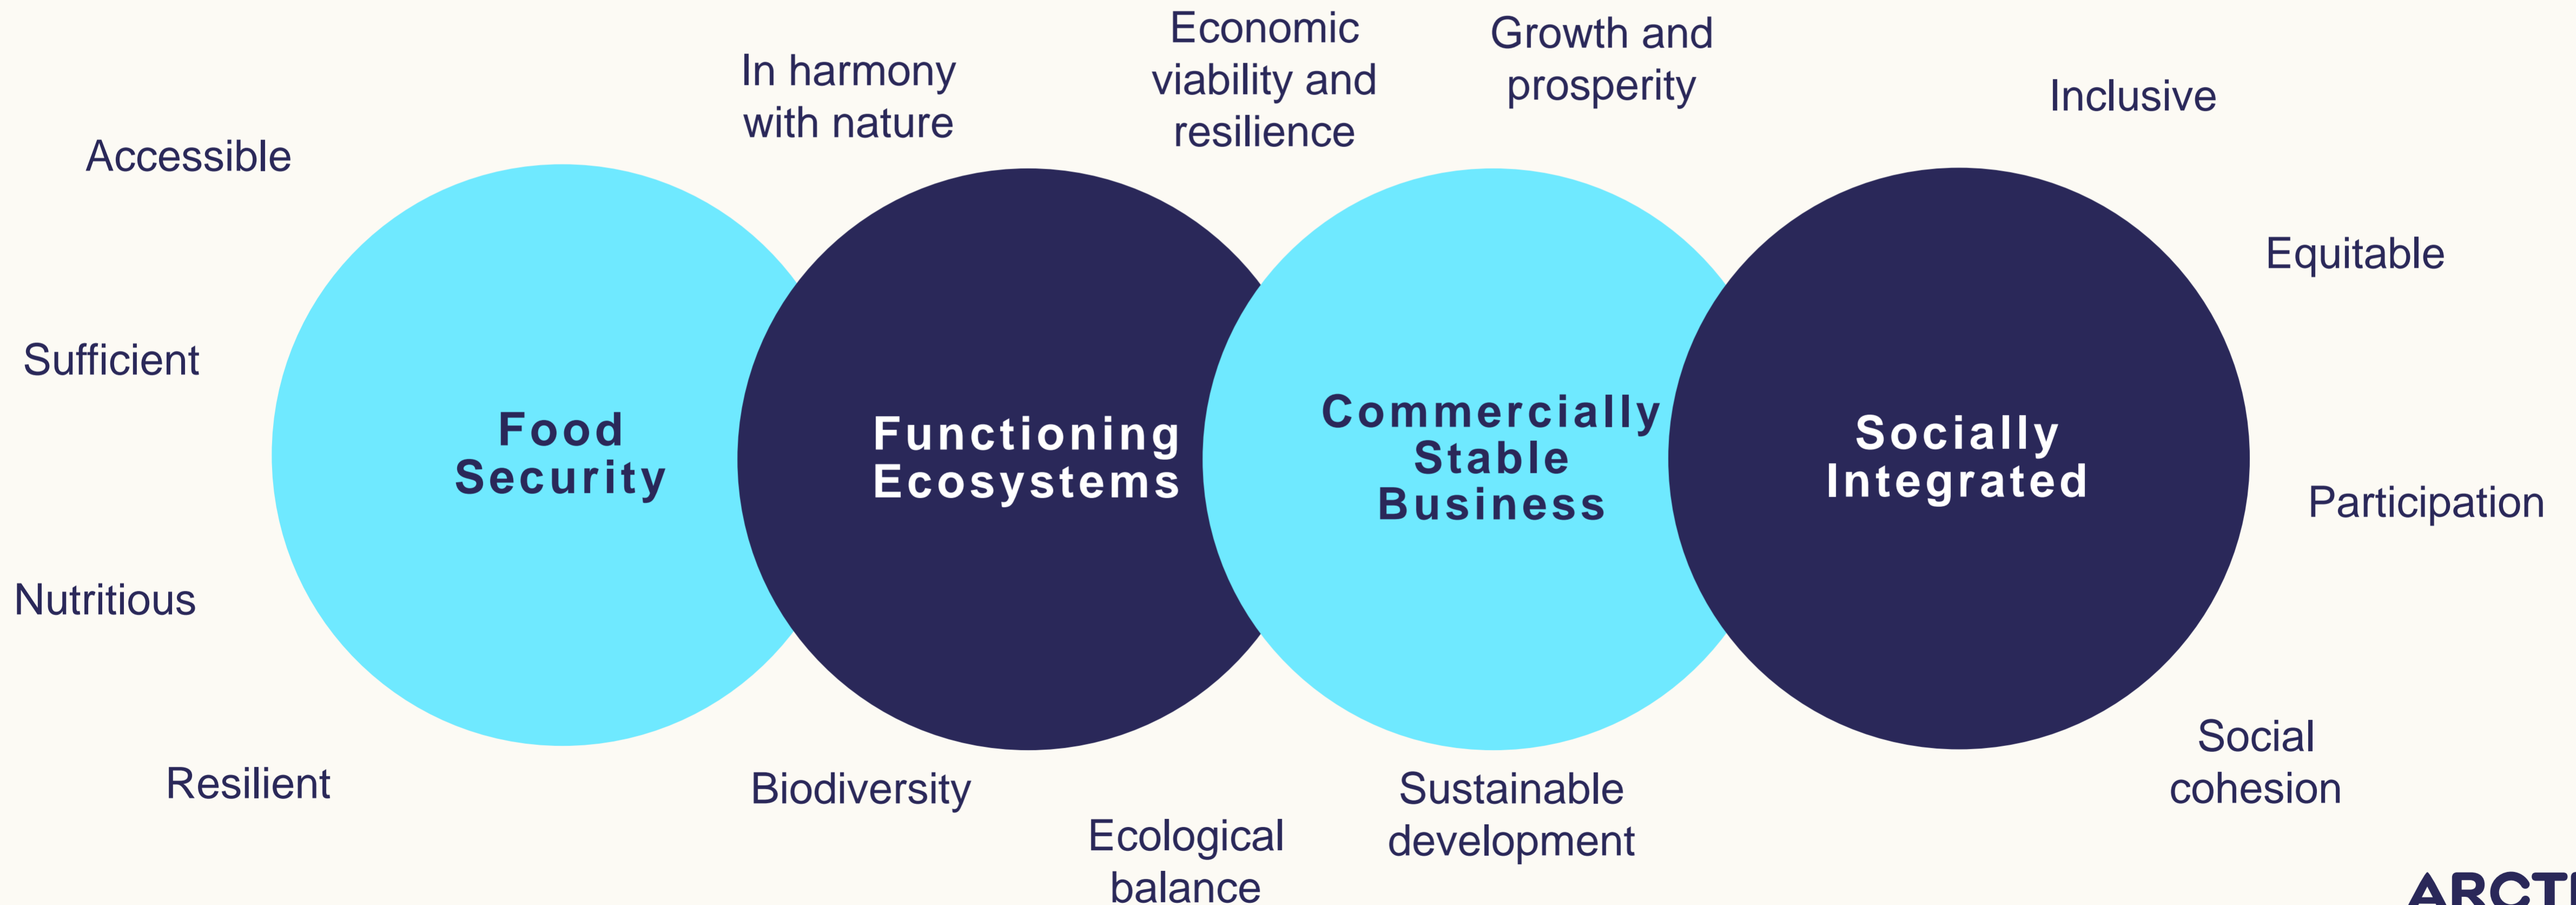 Economic
viability and
resilience
Growth and
prosperity
In harmony
with nature
Inclusive
Accessible
Equitable
Sufficient
Food
Security
Functioning
Ecosystems
Commercially
Stable
Business
Socially
Integrated
Participation
Nutritious
Resilient
Biodiversity
Ecological
balance
Sustainable
development
Social
cohesion